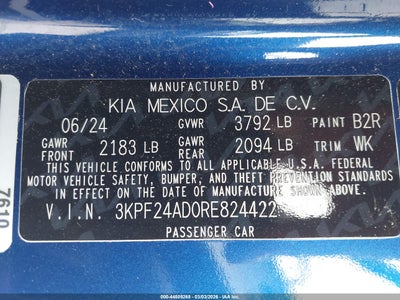 MANUFACTURED BY
KIA MEXICO S.A. DE C.V.
06/24 GVWR 3792 LB PAINT B2R
GAWR FRONT 2183 LB GAWR REAR 2094 LB TRIM WK
THIS VEHICLE CONFORMS TO ALL APPLICABLE U.S.A. FEDERAL
MOTOR VEHICLE SAFETY, BUMPER, AND THEFT PREVENTION
STANDARDS IN EFFECT ON THE DATE OF MANUFACTURE SHOWN ABOVE.
V.I.N. 3KPF24AD0RE824422
PASSENGER CAR
7619